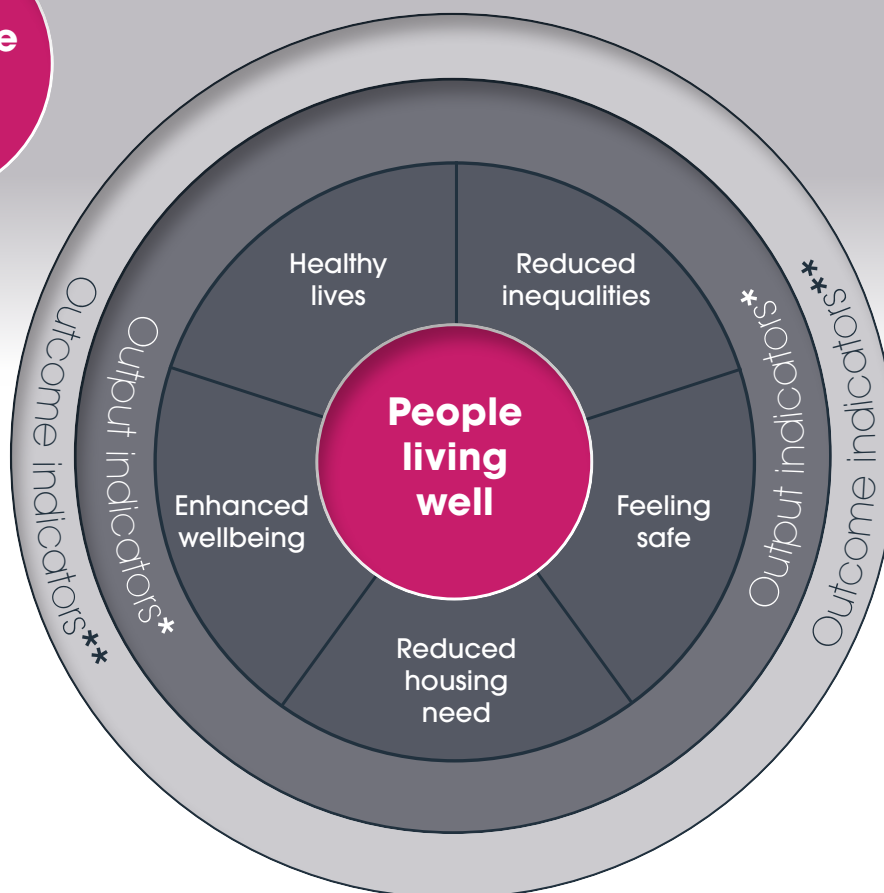 Healthy
lives
Reduced
inequalities
People
living
well
Enhanced
wellbeing
Feeling
safe
Reduced
housing
need
Output indicators*
Output indicators*
Outcome indicators**
Outcome indicators**